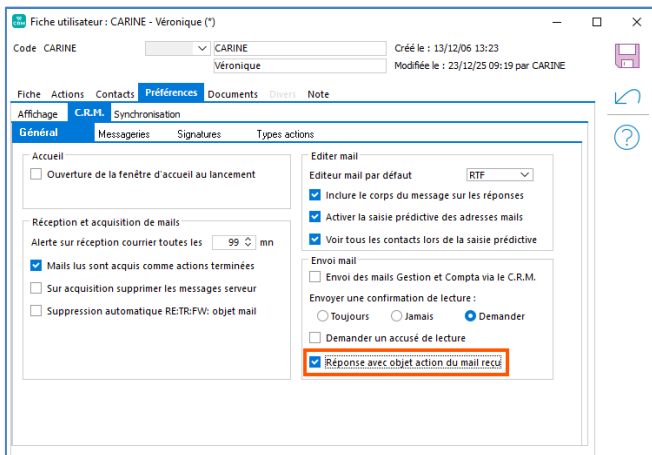 Fiche utilisateur : CARINE - Véronique (*)
Code CARINE CARINE Créé le : 13/12/06 13:23
Véronique Modifiée le : 23/12/25 09:19 par CARINE
Fiche Actions Contacts Préférences Documents Divers Note
Affichage C.R.M. Synchronisation
Général Messageries Signatures Types actions
Accueil
Ouverture de la fenêtre d'accueil au lancement
Réception et acquisition de mails
Alerte sur réception courrier toutes les 99 mn
Mails lus sont acquis comme actions terminées
Sur acquisition supprimer les messages serveur
Suppression automatique RE:TR:FW: objet mail
Editer mail
Editeur mail par défaut RTF
Inclure le corps du message sur les réponses
Activer la saisie prédictive des adresses mails
Voir tous les contacts lors de la saisie prédictive
Envoi mail
Envoi des mails Gestion et Compta via le C.R.M.
Envoyer une confirmation de lecture :
Toujours Jamais Demander
Demander un accusé de lecture
Réponse avec objet action du mail reçu